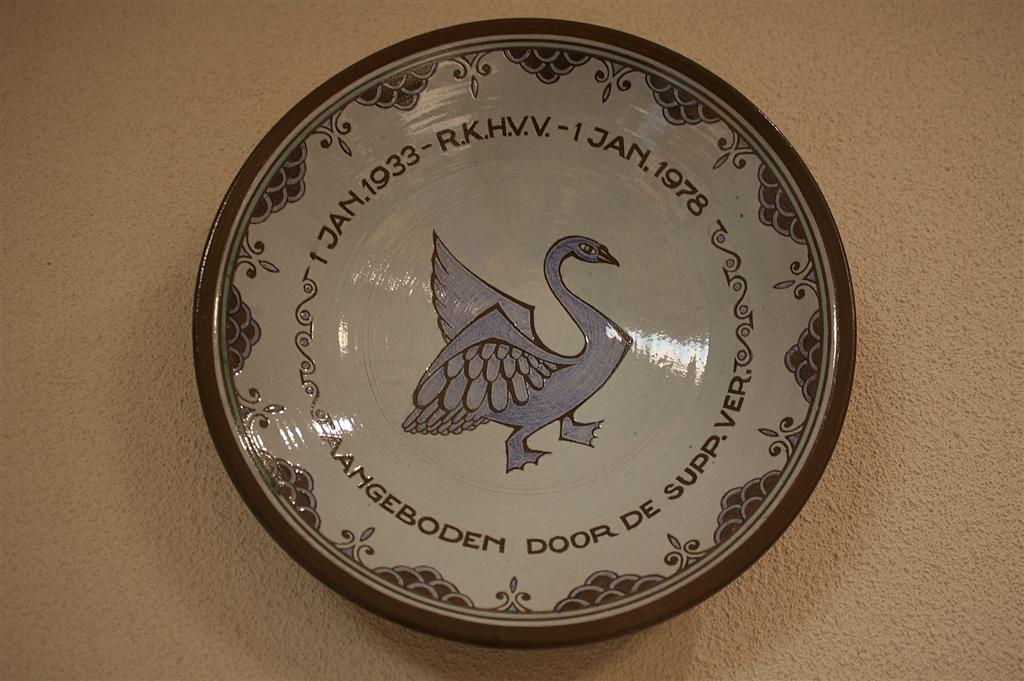 1 JAN. 1933 - R.K.H.V.V. - 1 JAN. 1978
AANGEBODEN DOOR DE SUPP. VER.